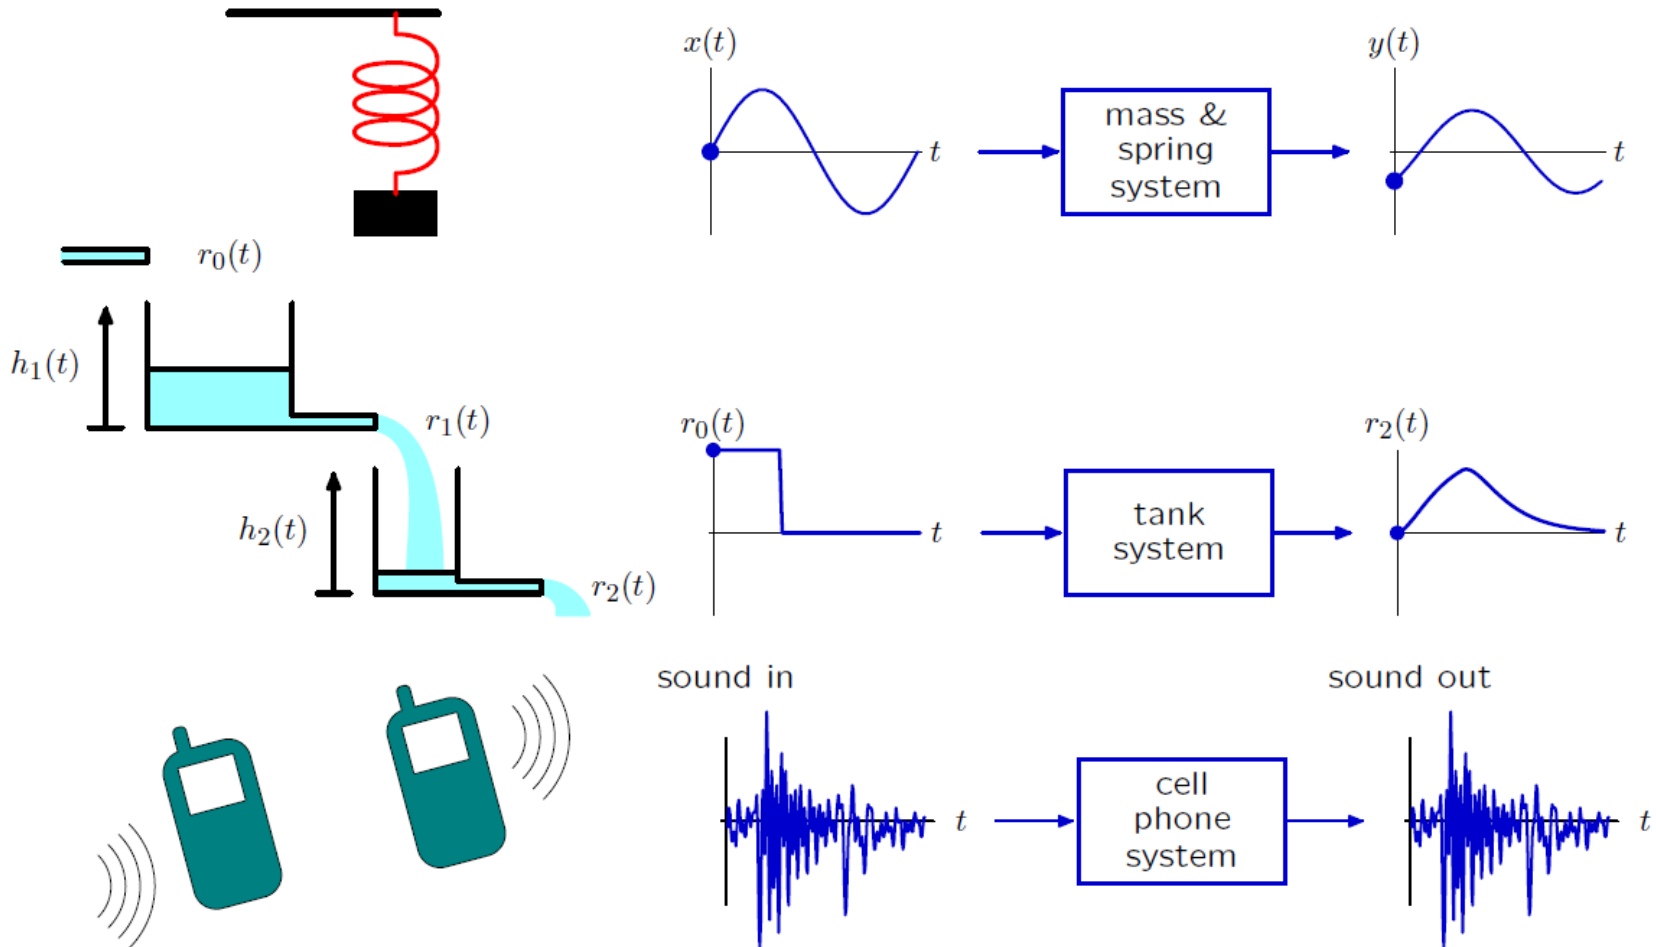 x(t)
t
mass &
spring
system
y(t)
t
r₀(t)
h₁(t)
r₁(t)
h₂(t)
r₂(t)
r₀(t)
t
tank
system
r₂(t)
t
sound in
t
cell
phone
system
sound out
t